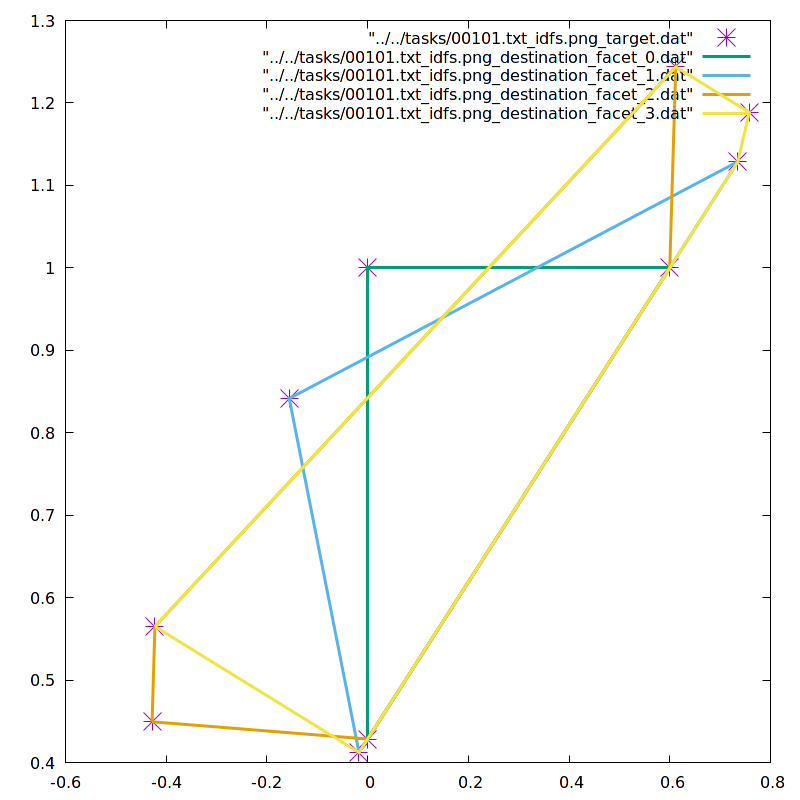 1.3
"../../tasks/00101.txt_idfs.png_target.dat"
"../../tasks/00101.txt_idfs.png_destination_facet_0.dat"
"../../tasks/00101.txt_idfs.png_destination_facet_1.dat"
"../../tasks/00101.txt_idfs.png_destination_facet_2.dat"
1.2
"../../tasks/00101.txt_idfs.png_destination_facet_3.dat"
1.1
1
0.9
0.8
0.7
0.6
0.5
0.4
-0.6 -0.4 -0.2 0 0.2 0.4 0.6 0.8